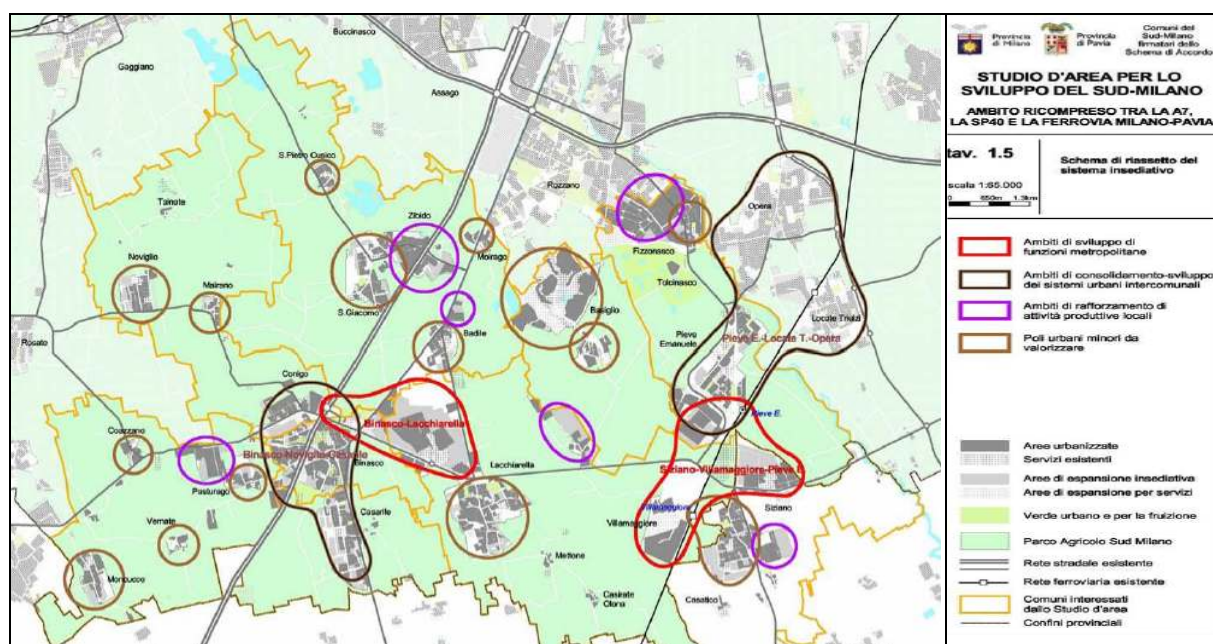 Buccinasco
Gaggiano
Assago
S.Pietro Cusico
Rozzano
Opera
Tainate
Zibido
Fizzonasco
Noviglio
Moirago
Tolcinasco
Mairano
S.Giacomo
Basiglio
Locate Triulzi
Rosate
Badile
Pieve
Emanuele
Pieve E.-Locate T.-Opera
Conigo
Pieve E.
Binasco-Lacchiarella
Coazzano
Binasco-Noviglio-Casarile
Binasco
Lacchiarella
Siziano-Villamaggiore-Pieve E.
Pasturago
Casarile
Villamaggiore
Villamaggiore
Siziano
Vernate
Mettone
Moncucco
Casirate
Olona
Casatico
Provincia
di Milano
Provincia
di Pavia
Comuni del
Sud-Milano
firmatari dello
Schema di Accordo
STUDIO D'AREA PER LO
SVILUPPO DEL SUD-MILANO
AMBITO RICOMPRESO TRA LA A7,
LA SP40 E LA FERROVIA MILANO-PAVIA
tav. 1.5
Schema di riassetto del
sistema insediativo
scala 1:65.000
0 650m 1.3km
Ambiti di sviluppo di
funzioni metropolitane
Ambiti di consolidamento-sviluppo
dei sistemi urbani intercomunali
Ambiti di rafforzamento di
attività produttive locali
Poli urbani minori da
valorizzare
Aree urbanizzate
Servizi esistenti
Aree di espansione insediativa
Aree di espansione per servizi
Verde urbano e per la fruizione
Parco Agricolo Sud Milano
Rete stradale esistente
Rete ferroviaria esistente
Comuni interessati
dallo Studio d'area
Confini provinciali